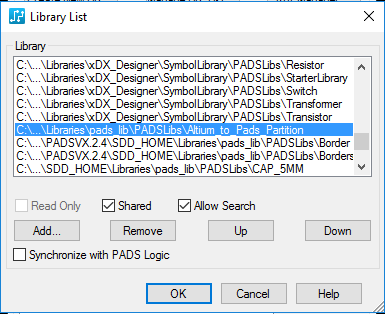 Library List
Library
C:\...\Libraries\xDX_Designer\SymbolLibrary\PADSLibs\Resistor
C:\...\Libraries\xDX_Designer\SymbolLibrary\PADSLibs\StarterLibrary
C:\...\Libraries\xDX_Designer\SymbolLibrary\PADSLibs\Switch
C:\...\Libraries\xDX_Designer\SymbolLibrary\PADSLibs\Transformer
C:\...\Libraries\xDX_Designer\SymbolLibrary\PADSLibs\Transistor
C:\...\Libraries\pads_lib\PADSLibs\Altium_to_Pads_Partition
C:\...\PADSVX.2.4\SDD_HOME\Libraries\pads_lib\PADSLibs\Border
C:\...\PADSVX.2.4\SDD_HOME\Libraries\pads_lib\PADSLibs\Borders
C:\...\SDD_HOME\Libraries\pads_lib\PADSLibs\CAP_5MM
Read Only Shared Allow Search
Add... Remove Up Down
Synchronize with PADS Logic
OK Cancel Help